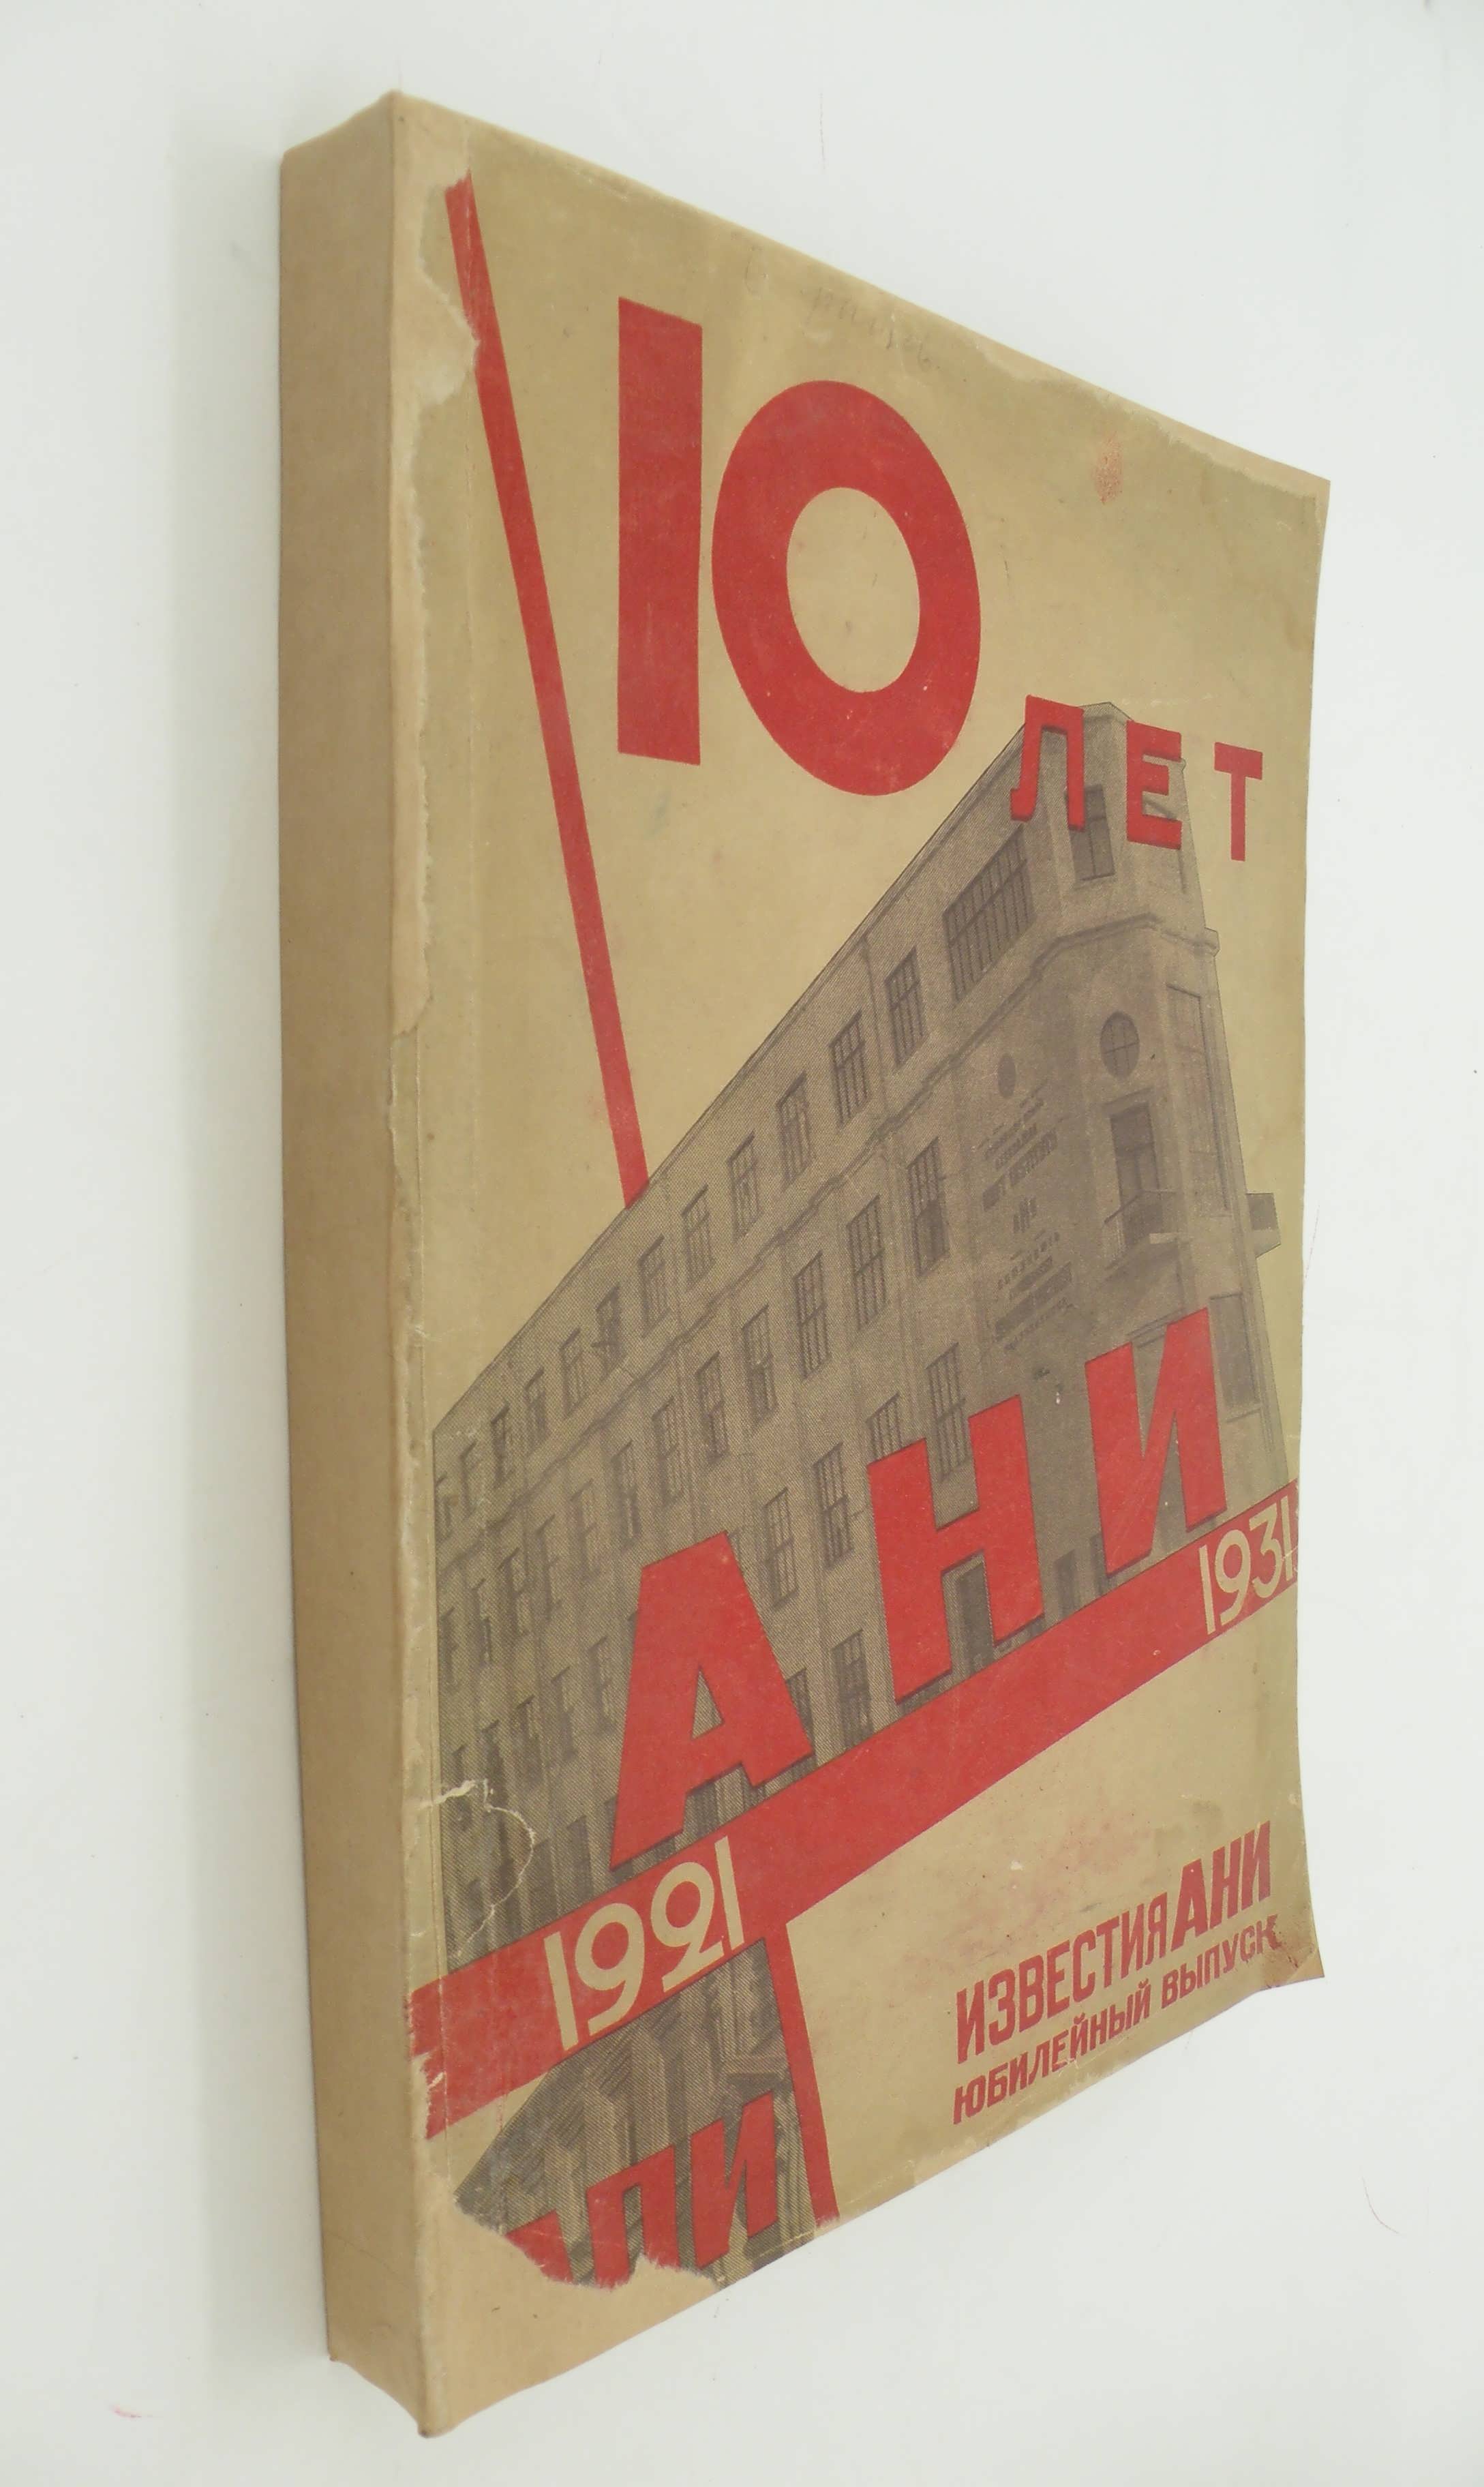 10
ЛЕТ
АНИ
1921
1931
ПИ
ИЗВЕСТИЯ АНИ
ЮБИЛЕЙНЫЙ ВЫПУСК